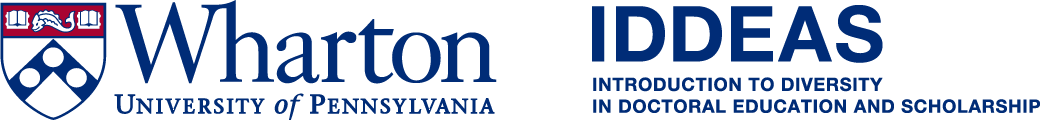 Wharton
UNIVERSITY of PENNSYLVANIA
IDDEAS
INTRODUCTION TO DIVERSITY
IN DOCTORAL EDUCATION AND SCHOLARSHIP